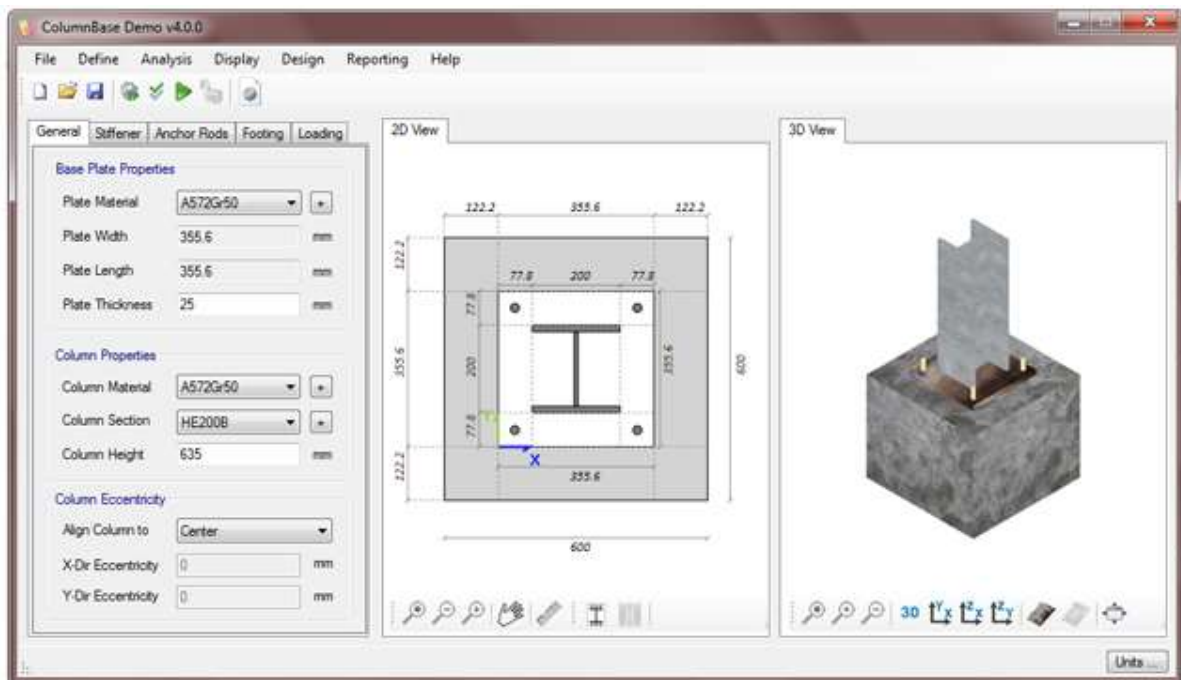 ColumnBase Demo v4.0.0
File Define Analysis Display Design Reporting Help
General Stiffener Anchor Rods Footing Loading
Base Plate Properties
Plate Material A572Gr50 +
Plate Width 355.6 mm
Plate Length 355.6 mm
Plate Thickness 25 mm
Column Properties
Column Material A572Gr50 +
Column Section HE200B +
Column Height 635 mm
Column Eccentricity
Align Column to Center
X-Dir Eccentricity 0 mm
Y-Dir Eccentricity 0 mm
2D View
122.2 355.6 122.2
122.2
77.8 200 77.8
77.8
355.6 200 355.6 600
77.8
Y
X
122.2
355.6
600
3D View
3D Y X Z X Z Y
Units ...